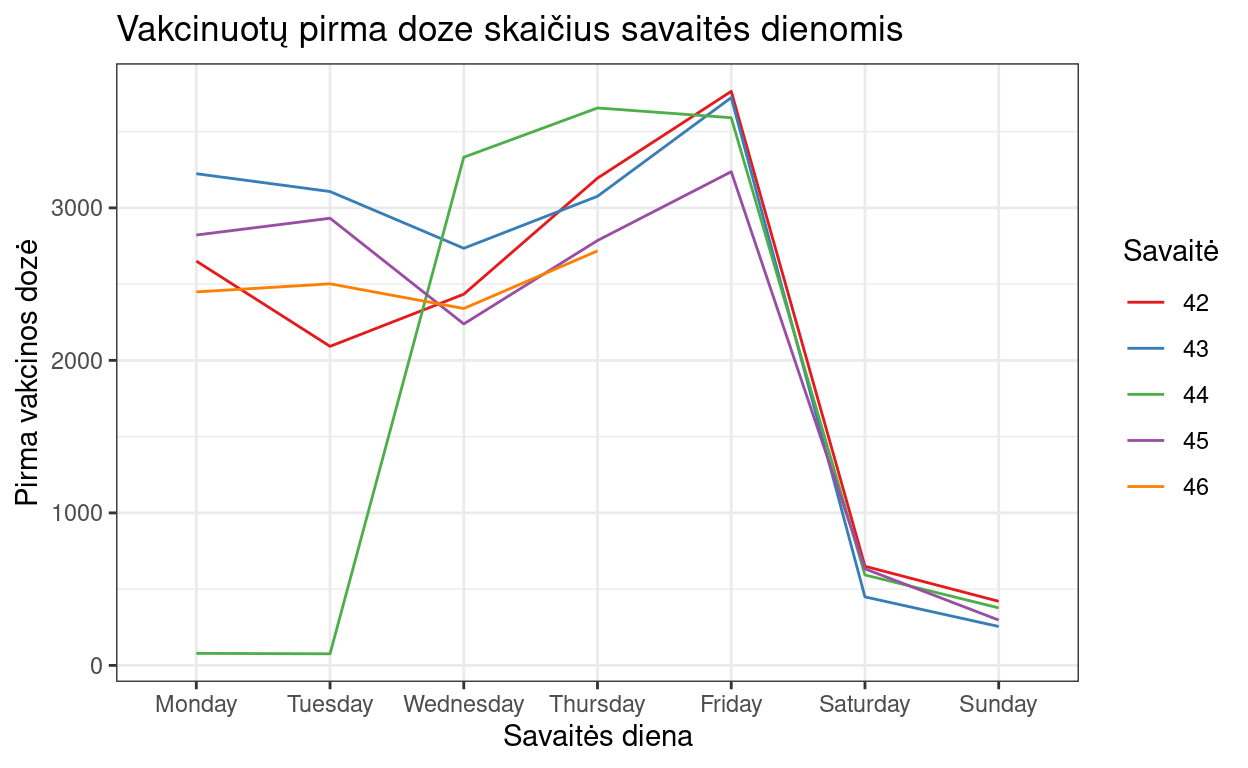 Vakcinuotų pirma doze skaičius savaitės dienomis
Pirma vakcinos dozė
3000
2000
1000
0
Monday Tuesday Wednesday Thursday Friday Saturday Sunday
Savaitės diena
Savaitė
42
43
44
45
46